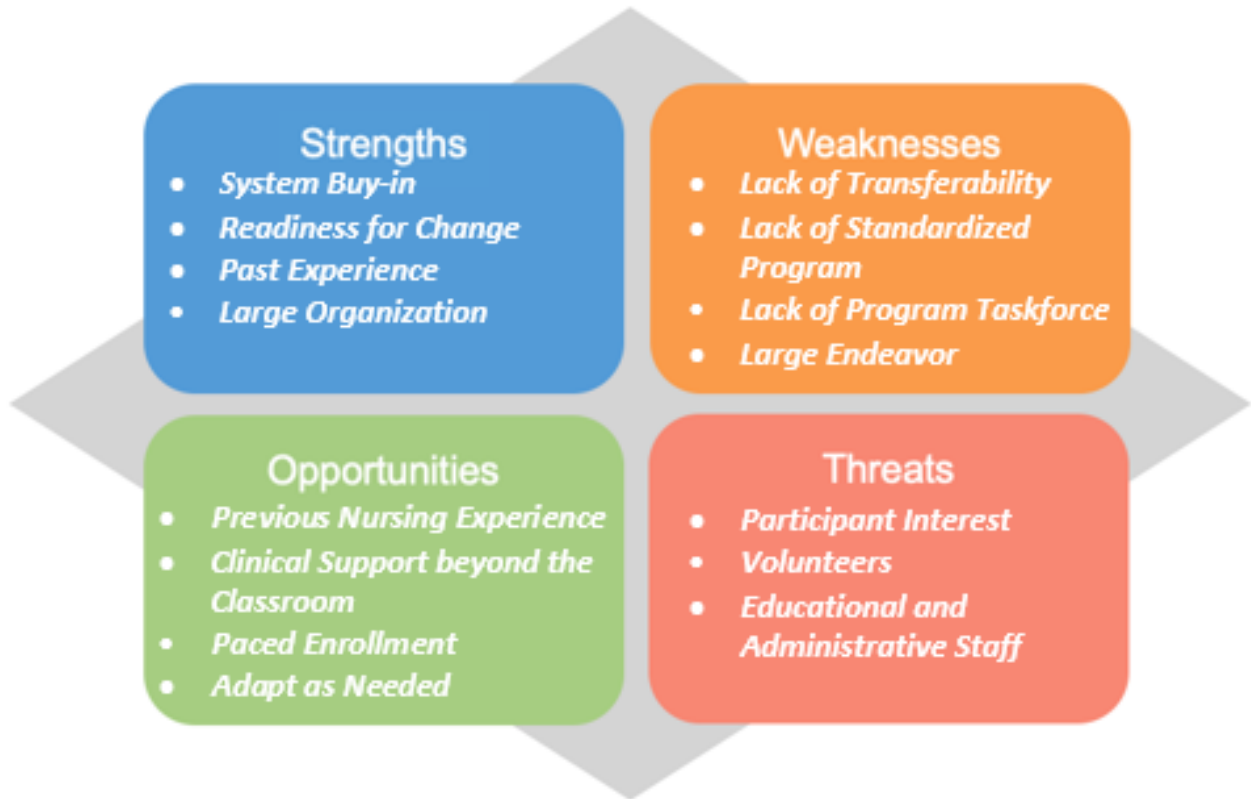 Strengths
• System Buy-in
• Readiness for Change
• Past Experience
• Large Organization
Weaknesses
• Lack of Transferability
• Lack of Standardized
Program
• Lack of Program Taskforce
• Large Endeavor
Opportunities
• Previous Nursing Experience
• Clinical Support beyond the
Classroom
• Paced Enrollment
• Adapt as Needed
Threats
• Participant Interest
• Volunteers
• Educational and
Administrative Staff